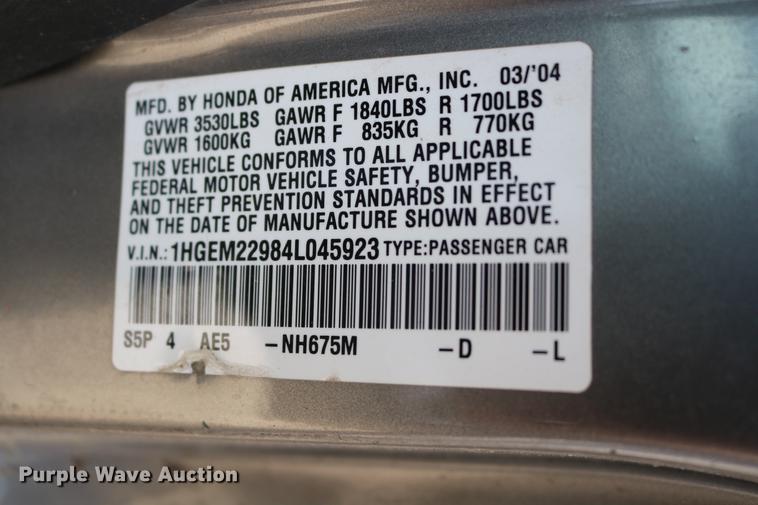 MFD. BY HONDA OF AMERICA MFG., INC. 03/'04
GVWR 3530LBS GAWR F 1840LBS R 1700LBS
GVWR 1600KG GAWR F 835KG R 770KG
THIS VEHICLE CONFORMS TO ALL APPLICABLE
FEDERAL MOTOR VEHICLE SAFETY, BUMPER,
AND THEFT PREVENTION STANDARDS IN EFFECT
ON THE DATE OF MANUFACTURE SHOWN ABOVE.
V.I.N.: 1HGEM22984L045923 TYPE:PASSENGER CAR
S5P 4 AE5 -NH675M -D -L
Purple Wave Auction